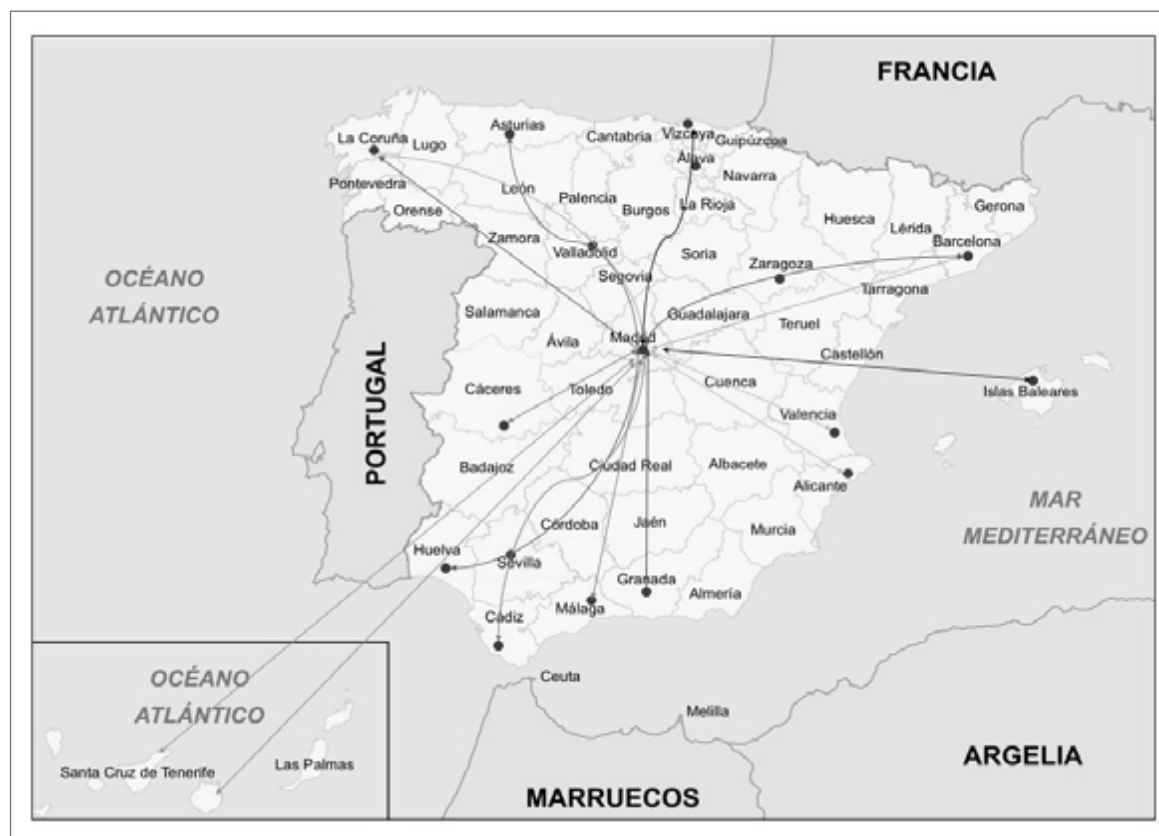 FRANCIA
Asturias
La Coruña
Lugo
Cantabria
Vizcaya
Guipúzcoa
Álava
Navarra
Pontevedra
León
Palencia
Burgos
La Rioja
Orense
Huesca
Lérida
Gerona
Zamora
Valladolid
Soria
Zaragoza
Barcelona
OCÉANO
ATLÁNTICO
Segovia
Tarragona
Salamanca
Guadalajara
Teruel
Ávila
Madrid
Castellón
Cáceres
Toledo
Cuenca
Islas Baleares
PORTUGAL
Valencia
Badajoz
Ciudad Real
Albacete
Alicante
MAR
MEDITERRÁNEO
Córdoba
Jaén
Murcia
Huelva
Sevilla
Granada
Almería
Cádiz
Málaga
Ceuta
Melilla
OCÉANO
ATLÁNTICO
Santa Cruz de Tenerife
Las Palmas
ARGELIA
MARRUECOS